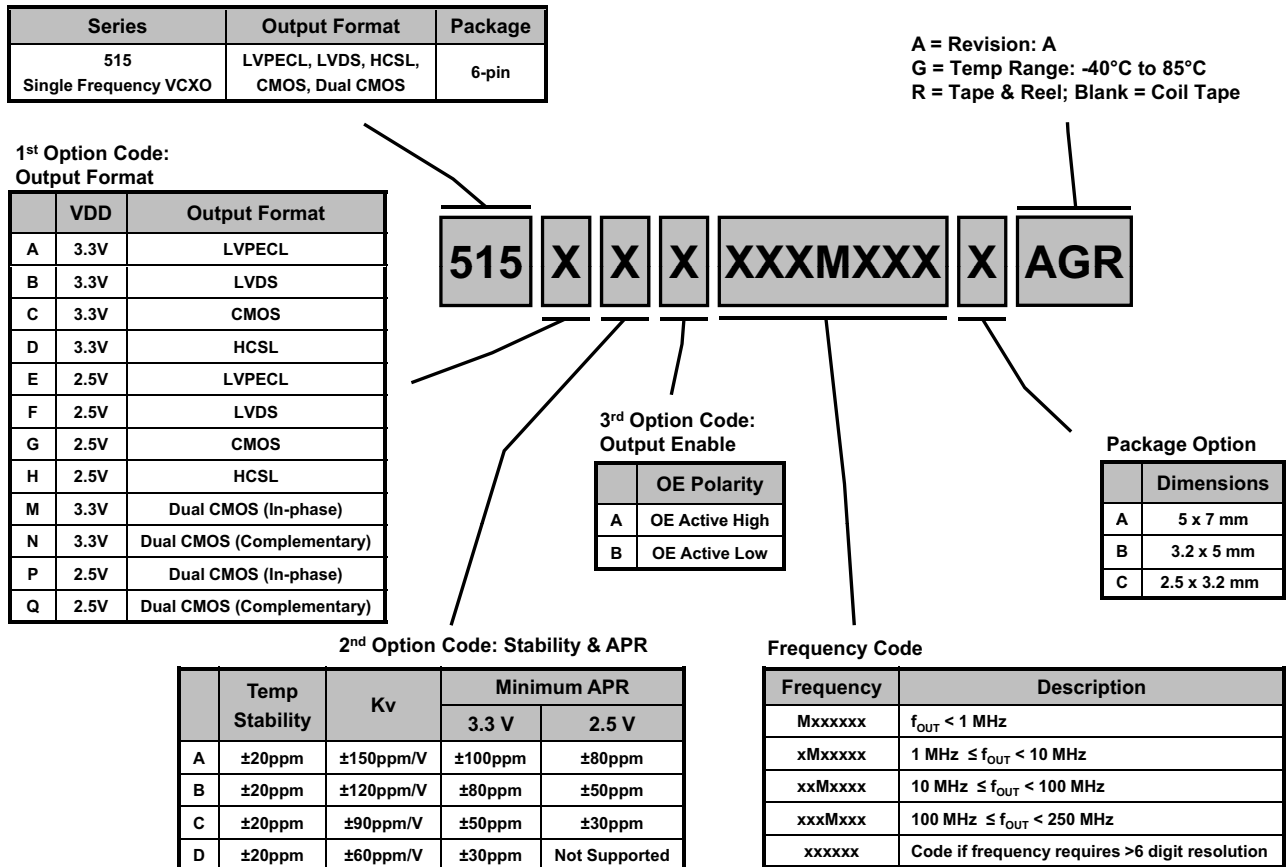 Series Output Format Package
515 Single Frequency VCXO LVPECL, LVDS, HCSL, CMOS, Dual CMOS 6-pin
A = Revision: A
G = Temp Range: -40°C to 85°C
R = Tape & Reel; Blank = Coil Tape
1st Option Code:
Output Format
VDD Output Format
A 3.3V LVPECL
B 3.3V LVDS
C 3.3V CMOS
D 3.3V HCSL
E 2.5V LVPECL
F 2.5V LVDS
G 2.5V CMOS
H 2.5V HCSL
M 3.3V Dual CMOS (In-phase)
N 3.3V Dual CMOS (Complementary)
P 2.5V Dual CMOS (In-phase)
Q 2.5V Dual CMOS (Complementary)
515 X X X XXXMXXX X AGR
3rd Option Code:
Output Enable
OE Polarity
A OE Active High
B OE Active Low
Package Option
Dimensions
A 5 x 7 mm
B 3.2 x 5 mm
C 2.5 x 3.2 mm
2nd Option Code: Stability & APR
Temp Stability Kv Minimum APR
3.3 V 2.5 V
A ±20ppm ±150ppm/V ±100ppm ±80ppm
B ±20ppm ±120ppm/V ±80ppm ±50ppm
C ±20ppm ±90ppm/V ±50ppm ±30ppm
D ±20ppm ±60ppm/V ±30ppm Not Supported
Frequency Code
Frequency Description
Mxxxxxx fOUT < 1 MHz
xMxxxxx 1 MHz ≤ fOUT < 10 MHz
xxMxxxx 10 MHz ≤ fOUT < 100 MHz
xxxMxxx 100 MHz ≤ fOUT < 250 MHz
xxxxxx Code if frequency requires >6 digit resolution